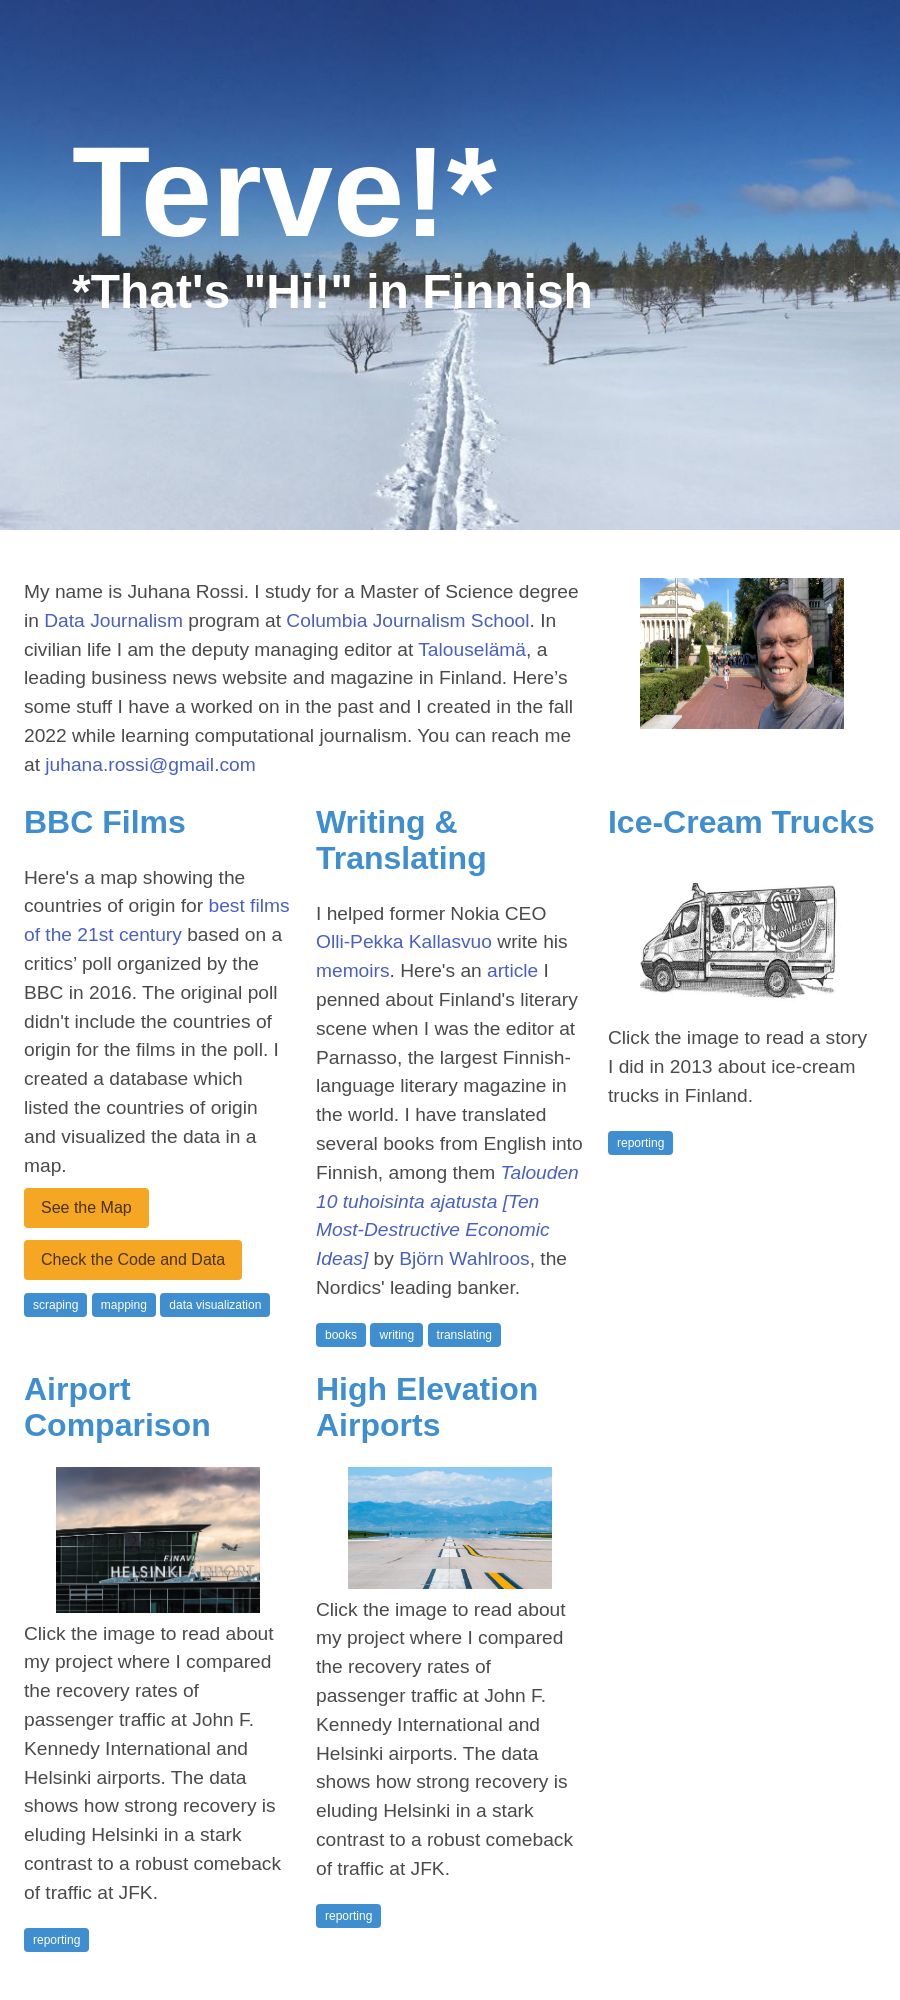 Terve!*
*That's "Hi!" in Finnish
My name is Juhana Rossi. I study for a Master of Science degree
in Data Journalism program at Columbia Journalism School. In
civilian life I am the deputy managing editor at Talouselämä, a
leading business news website and magazine in Finland. Here’s
some stuff I have a worked on in the past and I created in the fall
2022 while learning computational journalism. You can reach me
at juhana.rossi@gmail.com
BBC Films
Here's a map showing the
countries of origin for best films
of the 21st century based on a
critics’ poll organized by the
BBC in 2016. The original poll
didn't include the countries of
origin for the films in the poll. I
created a database which
listed the countries of origin
and visualized the data in a
map.
See the Map
Check the Code and Data
scraping mapping data visualization
Writing &
Translating
I helped former Nokia CEO
Olli-Pekka Kallasvuo write his
memoirs. Here's an article I
penned about Finland's literary
scene when I was the editor at
Parnasso, the largest Finnish-
language literary magazine in
the world. I have translated
several books from English into
Finnish, among them Talouden
10 tuhoisinta ajatusta [Ten
Most-Destructive Economic
Ideas] by Björn Wahlroos, the
Nordics' leading banker.
books writing translating
Ice-Cream Trucks
Click the image to read a story
I did in 2013 about ice-cream
trucks in Finland.
reporting
Airport
Comparison
FINAVIA
HELSINKI AIRPORT
Click the image to read about
my project where I compared
the recovery rates of
passenger traffic at John F.
Kennedy International and
Helsinki airports. The data
shows how strong recovery is
eluding Helsinki in a stark
contrast to a robust comeback
of traffic at JFK.
reporting
High Elevation
Airports
Click the image to read about
my project where I compared
the recovery rates of
passenger traffic at John F.
Kennedy International and
Helsinki airports. The data
shows how strong recovery is
eluding Helsinki in a stark
contrast to a robust comeback
of traffic at JFK.
reporting